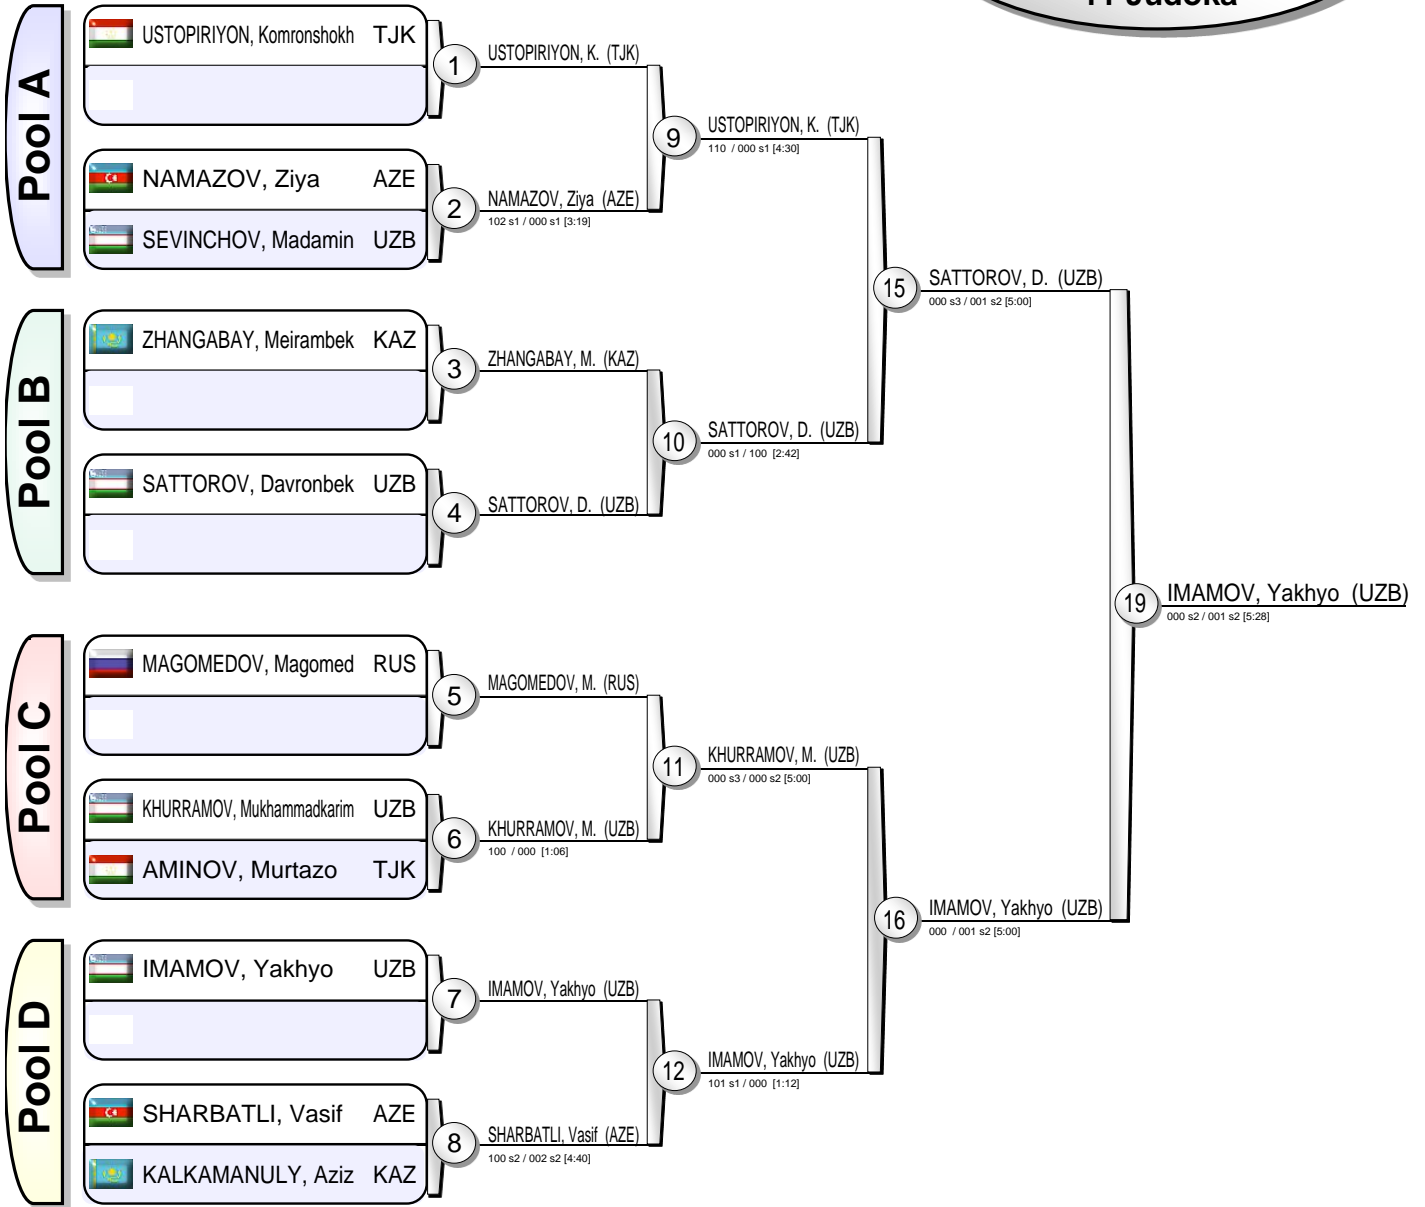 11 Judoka
Pool A
USTOPIRIYON, Komronshokh TJK
1
USTOPIRIYON, K. (TJK)
NAMAZOV, Ziya AZE
SEVINCHOV, Madamin UZB
2
NAMAZOV, Ziya (AZE)
102 s1 / 000 s1 [3:19]
9
USTOPIRIYON, K. (TJK)
110 / 000 s1 [4:30]
Pool B
ZHANGABAY, Meirambek KAZ
3
ZHANGABAY, M. (KAZ)
SATTOROV, Davronbek UZB
4
SATTOROV, D. (UZB)
10
SATTOROV, D. (UZB)
000 s1 / 100 [2:42]
15
SATTOROV, D. (UZB)
000 s3 / 001 s2 [5:00]
Pool C
MAGOMEDOV, Magomed RUS
5
MAGOMEDOV, M. (RUS)
KHURRAMOV, Mukhammadkarim UZB
AMINOV, Murtazo TJK
6
KHURRAMOV, M. (UZB)
100 / 000 [1:06]
11
KHURRAMOV, M. (UZB)
000 s3 / 000 s2 [5:00]
Pool D
IMAMOV, Yakhyo UZB
7
IMAMOV, Yakhyo (UZB)
SHARBATLI, Vasif AZE
KALKAMANULY, Aziz KAZ
8
SHARBATLI, Vasif (AZE)
100 s2 / 002 s2 [4:40]
12
IMAMOV, Yakhyo (UZB)
101 s1 / 000 [1:12]
16
IMAMOV, Yakhyo (UZB)
000 / 001 s2 [5:00]
19
IMAMOV, Yakhyo (UZB)
000 s2 / 001 s2 [5:28]